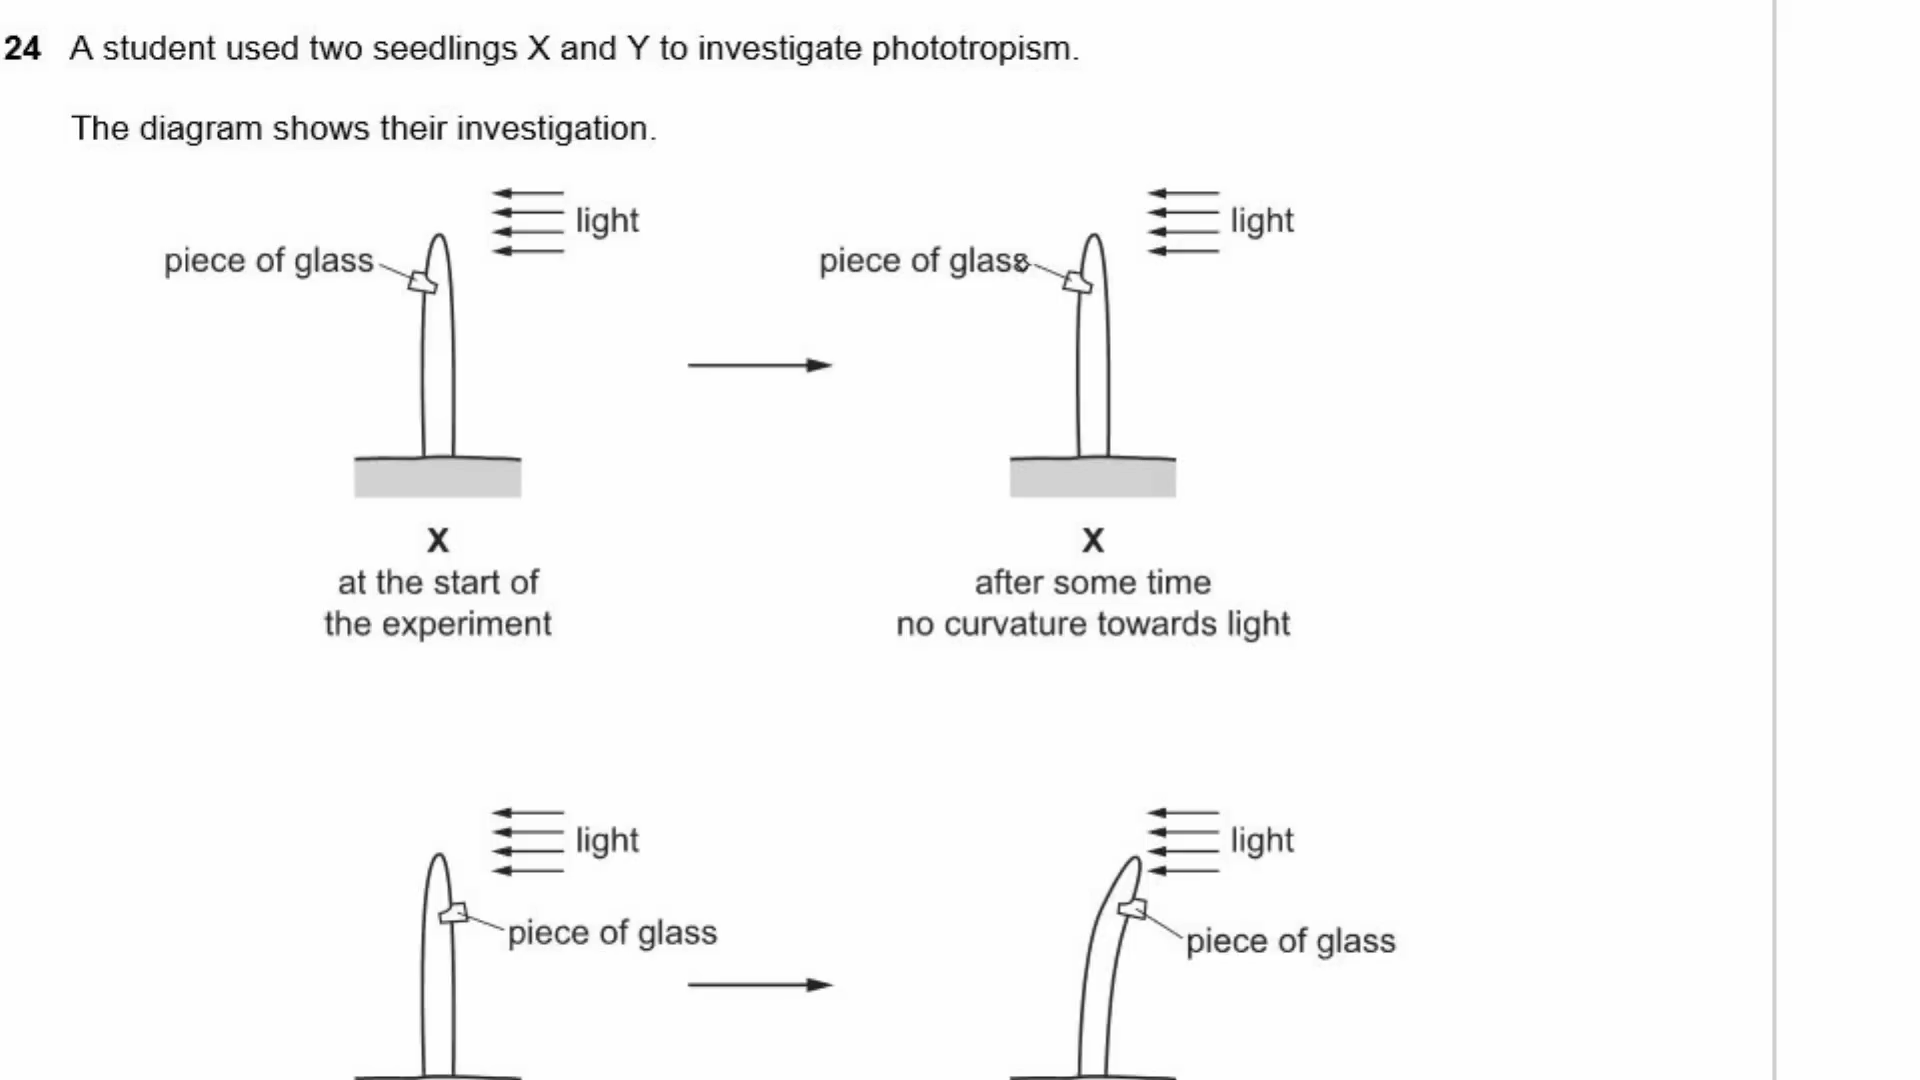 24 A student used two seedlings X and Y to investigate phototropism.
The diagram shows their investigation.
light
piece of glass
light
piece of glass
X
at the start of
the experiment
X
after some time
no curvature towards light
light
piece of glass
light
piece of glass